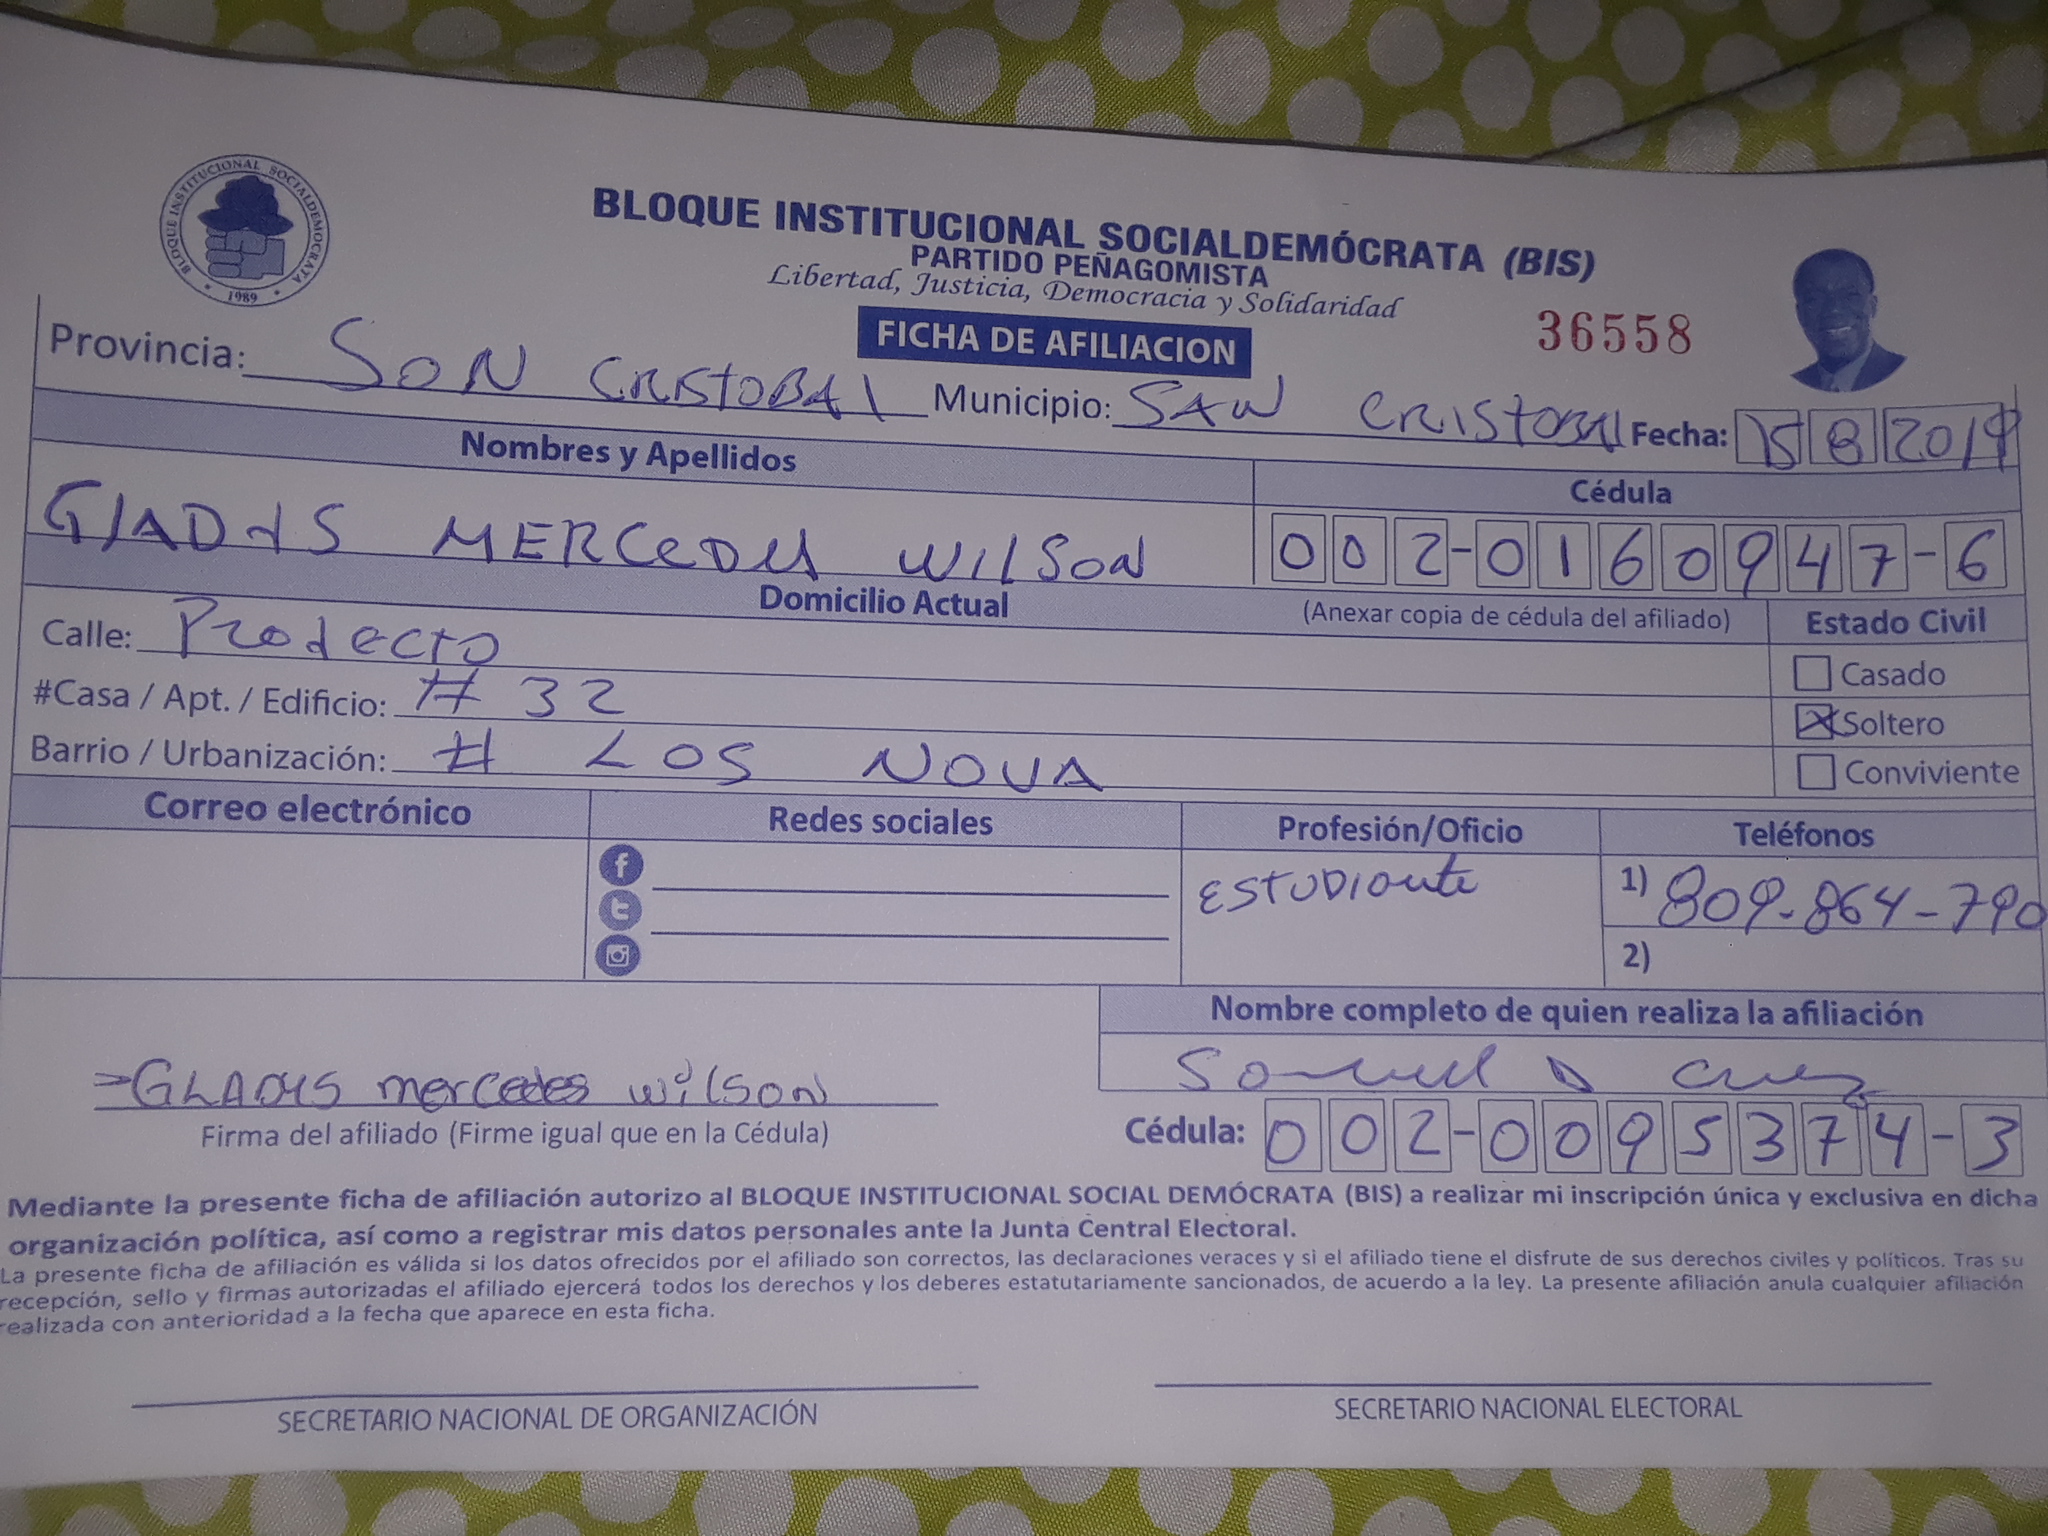 BLOQUE INSTITUCIONAL SOCIALDEMOCRATA
1989
BLOQUE INSTITUCIONAL SOCIALDEMÓCRATA (BIS)
PARTIDO PEÑAGOMISTA
Libertad, Justicia, Democracia y Solidaridad
FICHA DE AFILIACION
36558
Provincia: SON CRISTOBAl Municipio: SAN CRISTOBAl Fecha: 15 8 2019
Nombres y Apellidos
Cédula
GlADyS MERCEDES WilSON
002-0160947-6
Domicilio Actual
(Anexar copia de cédula del afiliado)
Estado Civil
Calle: Proyecto
Casado
#Casa / Apt. / Edificio: # 32
Soltero
Barrio / Urbanización: # LOS NOVA
Conviviente
Correo electrónico
Redes sociales
Profesión/Oficio
Teléfonos
ESTUDIante
1) 809-864-790
2)
Nombre completo de quien realiza la afiliación
Samuel D Cruz
GLADYS mercedes wilson
Firma del afiliado (Firme igual que en la Cédula)
Cédula: 002-0095374-3
Mediante la presente ficha de afiliación autorizo al BLOQUE INSTITUCIONAL SOCIAL DEMÓCRATA (BIS) a realizar mi inscripción única y exclusiva en dicha
organización política, así como a registrar mis datos personales ante la Junta Central Electoral.
La presente ficha de afiliación es válida si los datos ofrecidos por el afiliado son correctos, las declaraciones veraces y si el afiliado tiene el disfrute de sus derechos civiles y políticos. Tras su
recepción, sello y firmas autorizadas el afiliado ejercerá todos los derechos y los deberes estatutariamente sancionados, de acuerdo a la ley. La presente afiliación anula cualquier afiliación
realizada con anterioridad a la fecha que aparece en esta ficha.
SECRETARIO NACIONAL DE ORGANIZACIÓN
SECRETARIO NACIONAL ELECTORAL